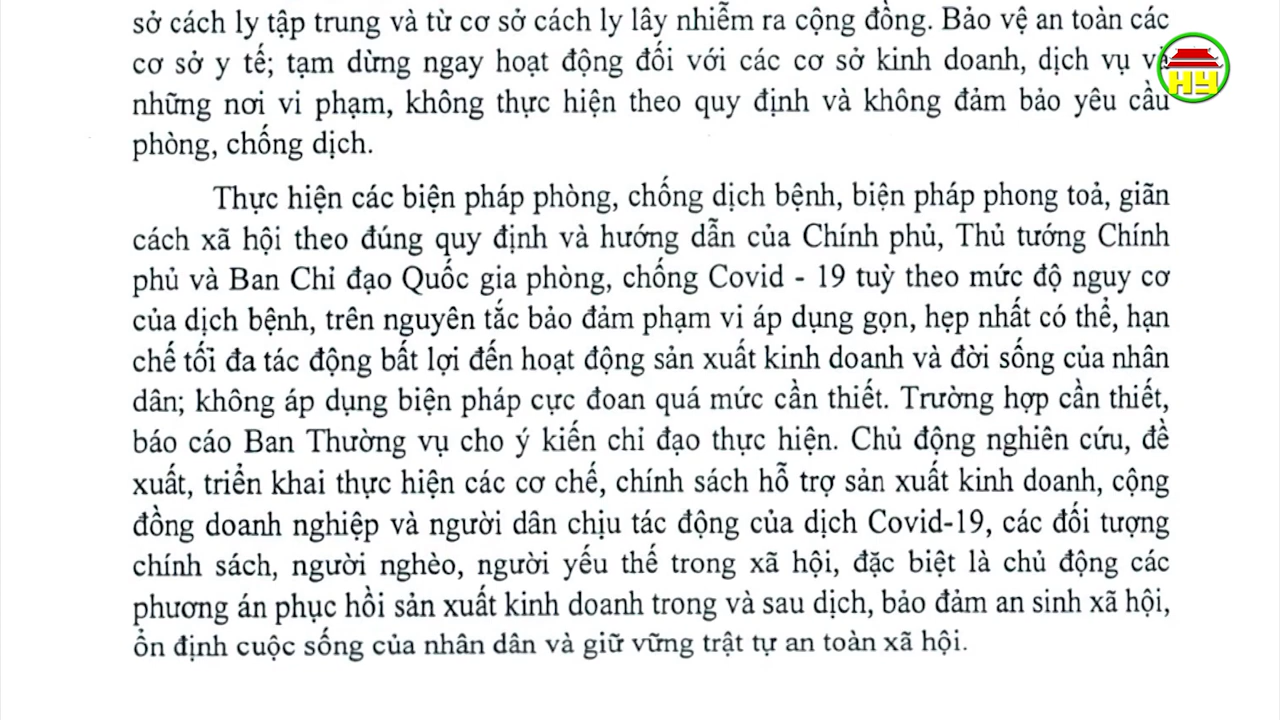 sở cách ly tập trung và từ cơ sở cách ly lây nhiễm ra cộng đồng. Bảo vệ an toàn các
cơ sở y tế; tạm dừng ngay hoạt động đối với các cơ sở kinh doanh, dịch vụ và
HY
những nơi vi phạm, không thực hiện theo quy định và không đảm bảo yêu cầu
phòng, chống dịch.
Thực hiện các biện pháp phòng, chống dịch bệnh, biện pháp phong toả, giãn
cách xã hội theo đúng quy định và hướng dẫn của Chính phủ, Thủ tướng Chính
phủ và Ban Chỉ đạo Quốc gia phòng, chống Covid - 19 tuỳ theo mức độ nguy cơ
của dịch bệnh, trên nguyên tắc bảo đảm phạm vi áp dụng gọn, hẹp nhất có thể, hạn
chế tối đa tác động bất lợi đến hoạt động sản xuất kinh doanh và đời sống của nhân
dân; không áp dụng biện pháp cực đoan quá mức cần thiết. Trường hợp cần thiết,
báo cáo Ban Thường vụ cho ý kiến chỉ đạo thực hiện. Chủ động nghiên cứu, đề
xuất, triển khai thực hiện các cơ chế, chính sách hỗ trợ sản xuất kinh doanh, cộng
đồng doanh nghiệp và người dân chịu tác động của dịch Covid-19, các đối tượng
chính sách, người nghèo, người yếu thế trong xã hội, đặc biệt là chủ động các
phương án phục hồi sản xuất kinh doanh trong và sau dịch, bảo đảm an sinh xã hội,
ổn định cuộc sống của nhân dân và giữ vững trật tự an toàn xã hội.